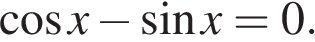 cos x − sin x = 0.